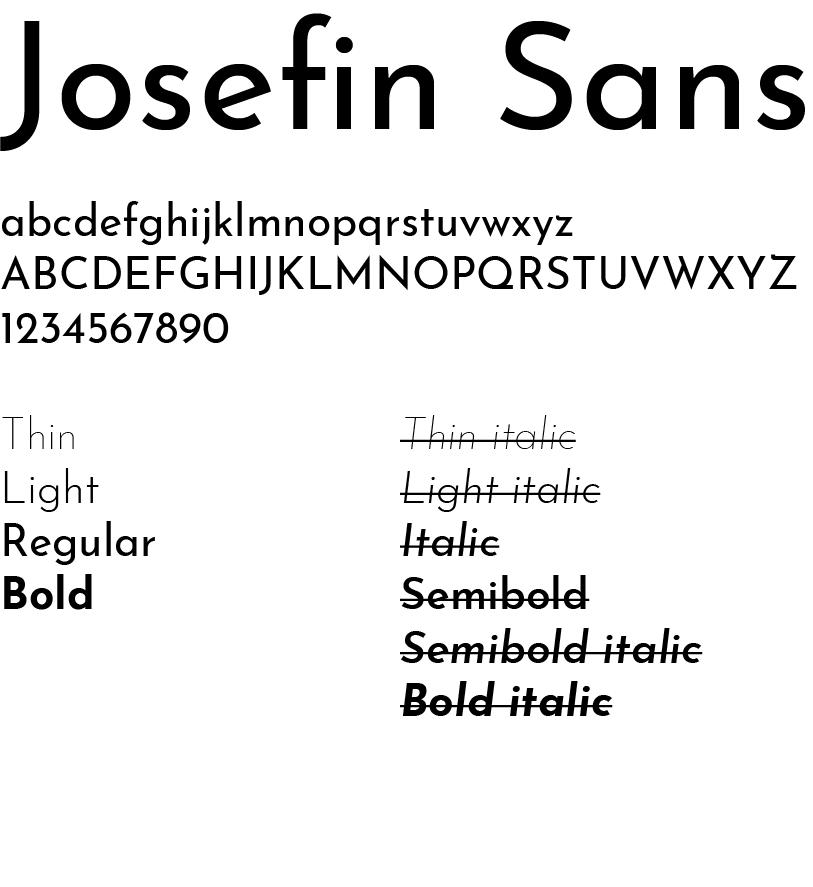 Josefin Sans
abcdefghijklmnopqrstuvwxyz
ABCDEFGHIJKLMNOPQRSTUVWXYZ
1234567890
Thin
Light
Regular
Bold
Thin italic
Light italic
Italic
Semibold
Semibold italic
Bold italic